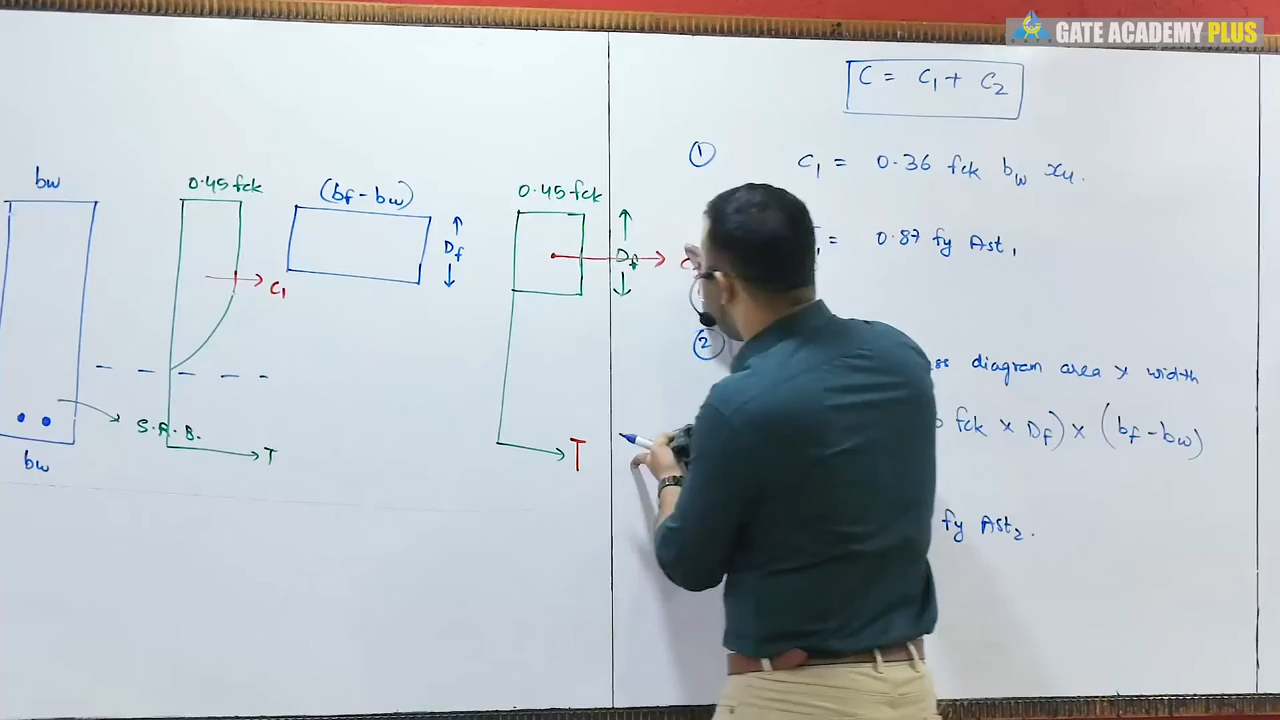 GATE ACADEMY PLUS
C = C₁ + C₂
①
C₁ = 0.36 fck bw xu.
₁ = 0.87 fy Ast₁
②
diagram area × width
fck × Df) × (bf - bw)
fy Ast₂.
bw
bw
S.R.B.
0.45 fck
C₁
T
(bf - bw)
Df
0.45 fck
Df
T